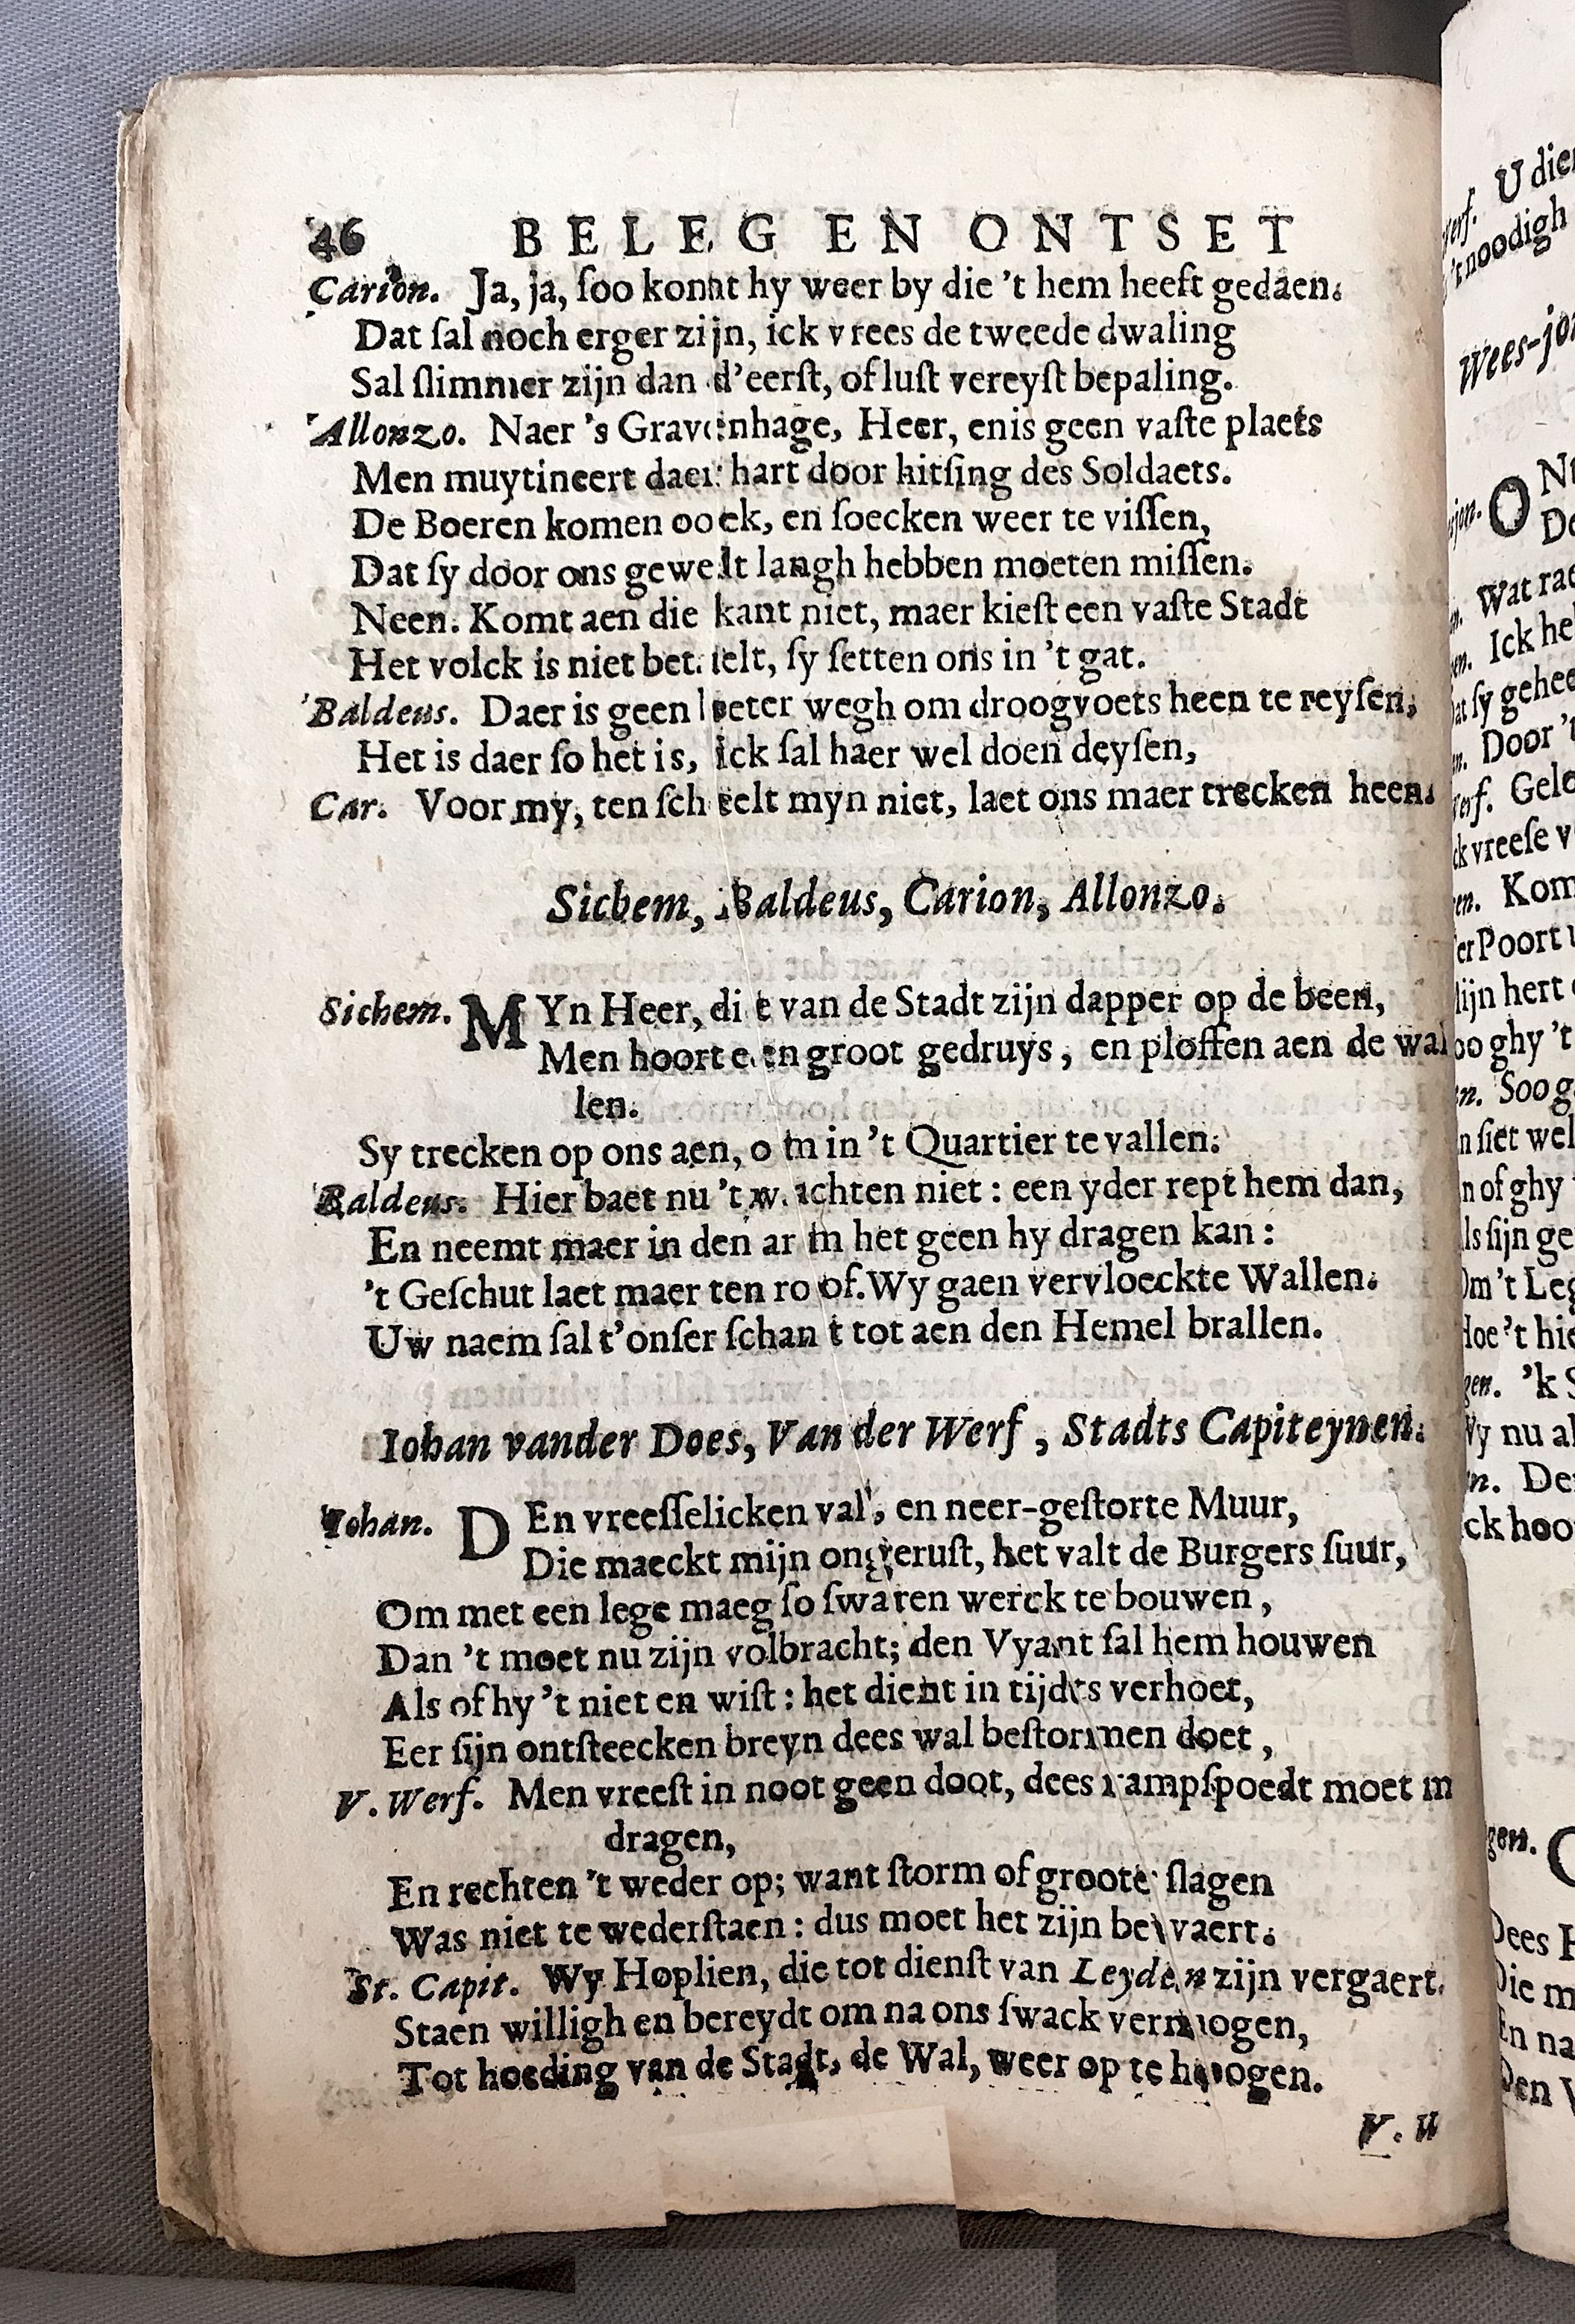 46 BELEG EN ONTSET
Carion. Ja, ja, ſoo komt hy weer by die 't hem heeft gedaen.
Dat ſal noch erger zijn, ick vrees de tweede dwaling
Sal ſlimmer zijn dan d'eerſt, of luſt vereyſt bepaling.
Allonzo. Naer 's Gravenhage, Heer, enis geen vaſte plaets
Men muytineert daer hart door hitſing des Soldaets.
De Boeren komen oock, en ſoecken weer te viſſen,
Dat ſy door ons gewelt langh hebben moeten miſſen.
Neen. Komt aen die kant niet, maer kieſt een vaſte Stadt
Het volck is niet betaelt, ſy ſetten ons in 't gat.
Baldeus. Daer is geen beter wegh om droogvoets heen te reyſen,
Het is daer ſo het is, ick ſal haer wel doen deyſen,
Car. Voor my, ten ſcheelt myn niet, laet ons maer trecken heen.
Sichem, Baldeus, Carion, Allonzo.
Sichem. MYn Heer, die van de Stadt zijn dapper op de been,
Men hoort een groot gedruys, en ploffen aen de wal
len.
Sy trecken op ons aen, om in 't Quartier te vallen.
Baldeus. Hier baet nu 't wachten niet: een yder rept hem dan,
En neemt maer in den arm het geen hy dragen kan:
't Geſchut laet maer ten roof. Wy gaen vervloeckte Wallen.
Uw naem ſal t'onſer ſchant tot aen den Hemel brallen.
Iohan vander Does, Van der Werf, Stadts Capiteynen.
Iohan. DEn vreeſſelicken val, en neer-geſtorte Muur,
Die maeckt mijn ongeruſt, het valt de Burgers ſuur,
Om met een lege maeg ſo ſwaren werck te bouwen,
Dan 't moet nu zijn volbracht; den Vyant ſal hem houwen
Als of hy 't niet en wiſt: het dient in tijdts verhoet,
Eer ſijn ontſteecken breyn dees wal beſtormen doet,
V. Werf. Men vreeſt in noot geen doot, dees rampſpoedt moet m
dragen,
En rechten 't weder op; want ſtorm of groote ſlagen
Was niet te wederſtaen: dus moet het zijn bewaert.
St. Capit. Wy Hoplien, die tot dienſt van Leyden zijn vergaert.
Staen willigh en bereydt om na ons ſwack vermogen,
Tot hoeding van de Stadt, de Wal, weer op te hoogen.
V. W